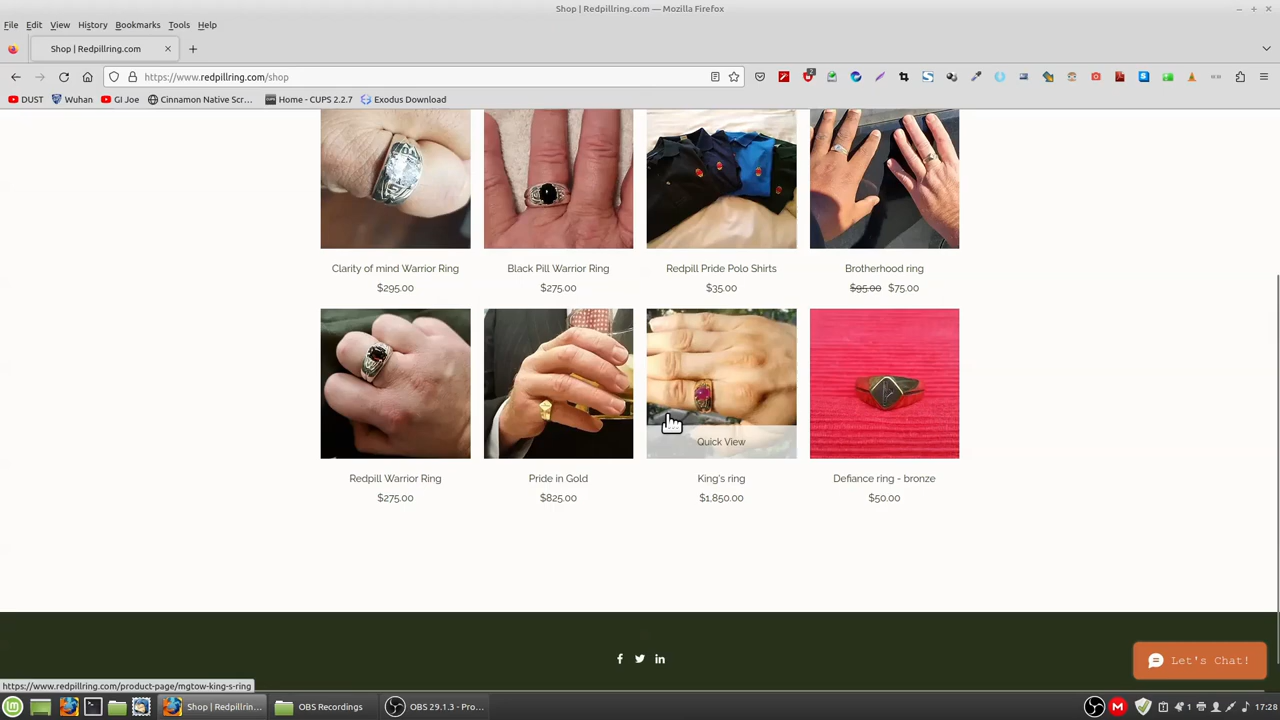 Shop | Redpillring.com — Mozilla Firefox
File Edit View History Bookmarks Tools Help
Shop | Redpillring.com
https://www.redpillring.com/shop
DUST Wuhan GI Joe Cinnamon Native Scr... Home - CUPS 2.2.7 Exodus Download
Clarity of mind Warrior Ring
$295.00
Black Pill Warrior Ring
$275.00
Redpill Pride Polo Shirts
$35.00
Brotherhood ring
$95.00 $75.00
Quick View
Redpill Warrior Ring
$275.00
Pride in Gold
$825.00
King's ring
$1,850.00
Defiance ring - bronze
$50.00
Let's Chat!
https://www.redpillring.com/product-page/mgtow-king-s-ring
Shop | Redpillrin... OBS Recordings OBS 29.1.3 - Pro... 1 17:28